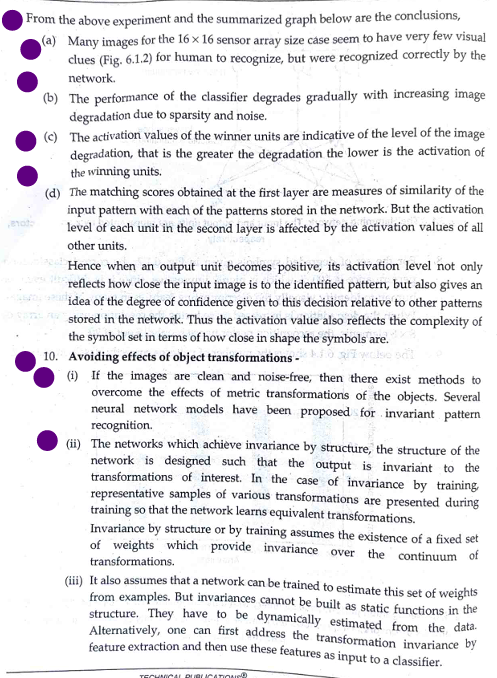 From the above experiment and the summarized graph below are the conclusions,
(a) Many images for the 16 × 16 sensor array size case seem to have very few visual
clues (Fig. 6.1.2) for human to recognize, but were recognized correctly by the
network.
(b) The performance of the classifier degrades gradually with increasing image
degradation due to sparsity and noise.
(c) The activation values of the winner units are indicative of the level of the image
degradation, that is the greater the degradation the lower is the activation of
the winning units.
(d) The matching scores obtained at the first layer are measures of similarity of the
input pattern with each of the patterns stored in the network. But the activation
level of each unit in the second layer is affected by the activation values of all
other units.
Hence when an output unit becomes positive, its activation level not only
reflects how close the input image is to the identified pattern, but also gives an
idea of the degree of confidence given to this decision relative to other patterns
stored in the network. Thus the activation value also reflects the complexity of
the symbol set in terms of how close in shape the symbols are.
10. Avoiding effects of object transformations -
(i) If the images are clean and noise-free, then there exist methods to
overcome the effects of metric transformations of the objects. Several
neural network models have been proposed for invariant pattern
recognition.
(ii) The networks which achieve invariance by structure, the structure of the
network is designed such that the output is invariant to the
transformations of interest. In the case of invariance by training,
representative samples of various transformations are presented during
training so that the network learns equivalent transformations.
Invariance by structure or by training assumes the existence of a fixed set
of weights which provide invariance over the continuum of
transformations.
(iii) It also assumes that a network can be trained to estimate this set of weights
from examples. But invariances cannot be built as static functions in the
structure. They have to be dynamically estimated from the data.
Alternatively, one can first address the transformation invariance by
feature extraction and then use these features as input to a classifier.
TECHNICAL PUBLICATIONS®